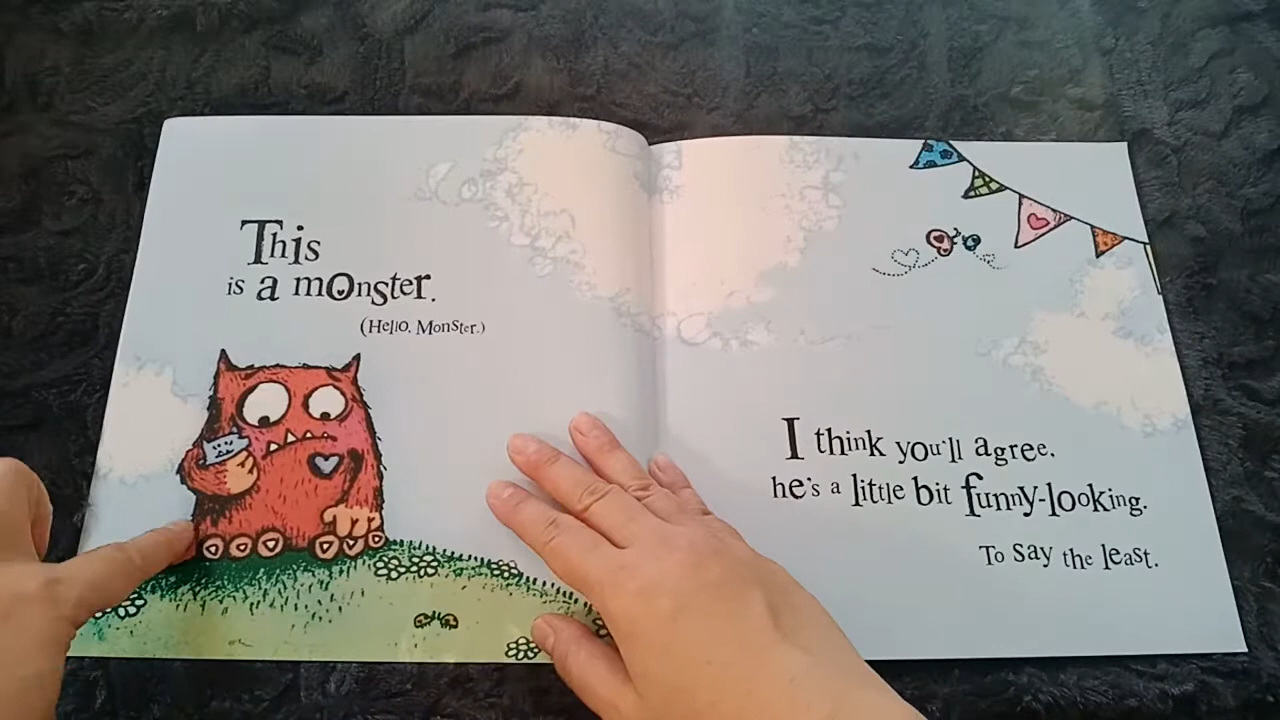 This
is a monster.
(Hello, Monster.)
I think you'll agree,
he's a little bit funny-looking.
To say the least.